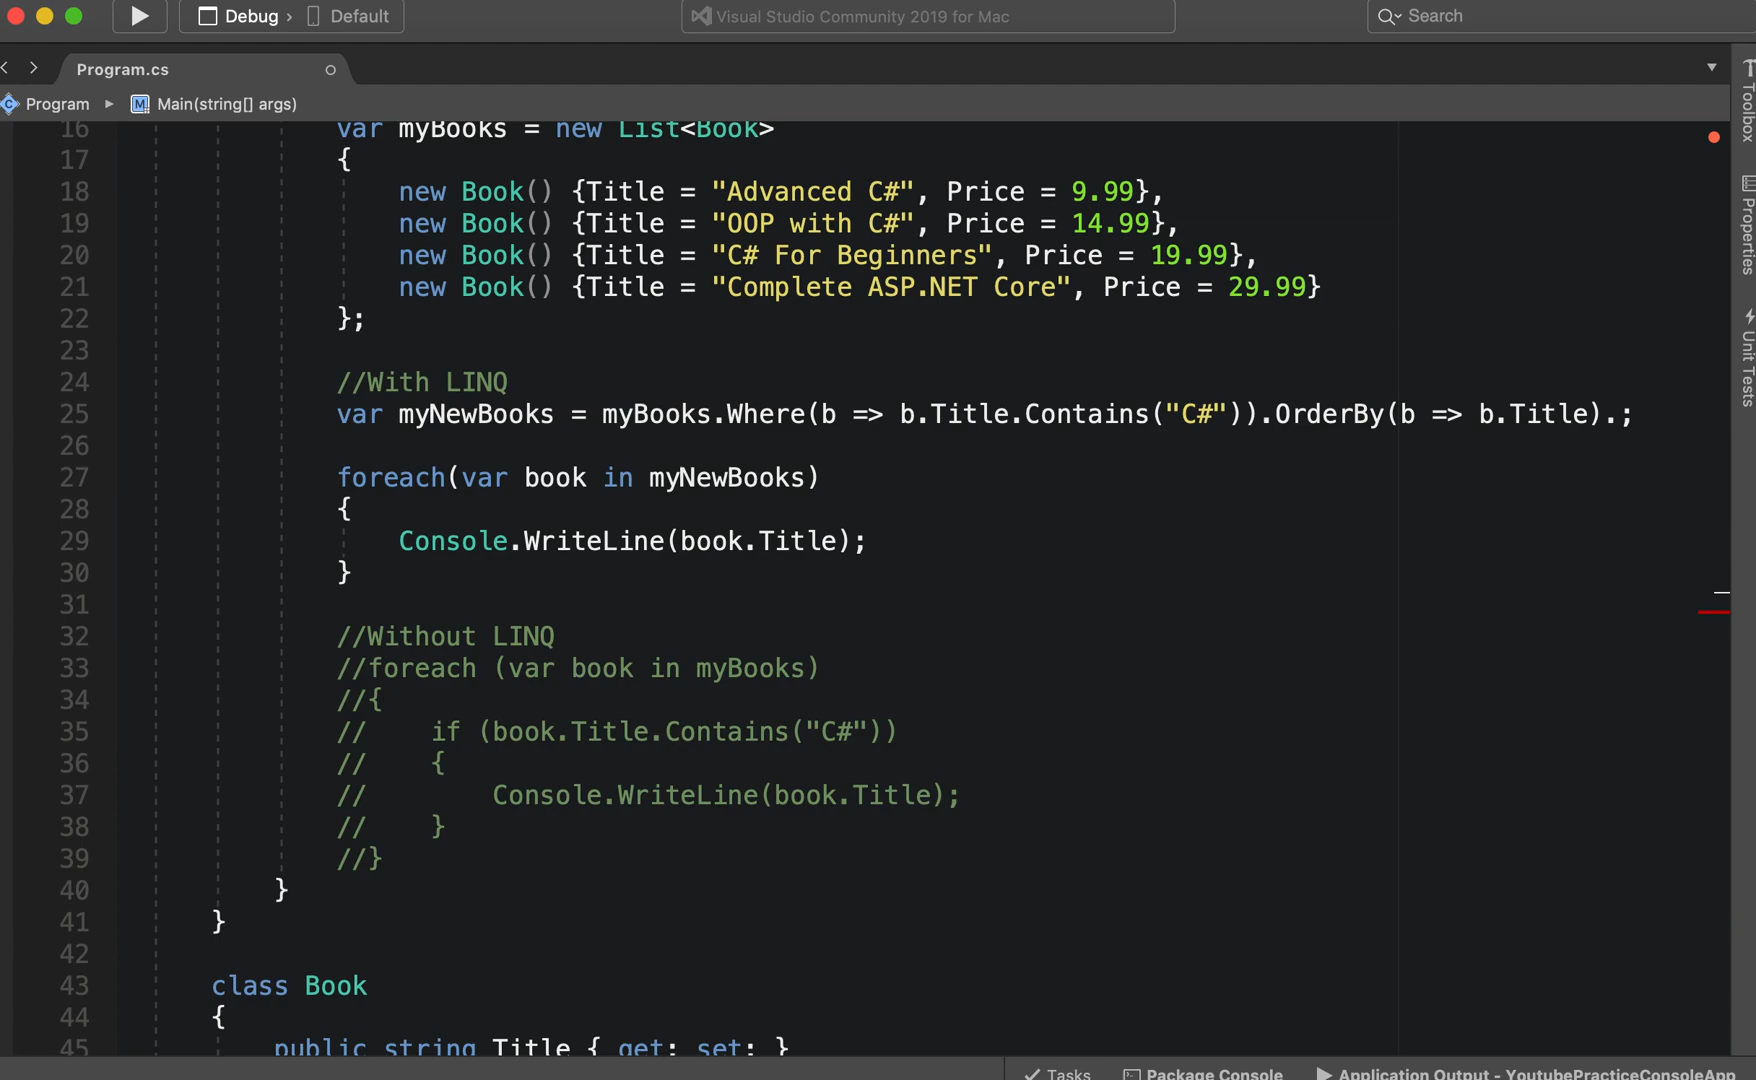 Debug › Default
Visual Studio Community 2019 for Mac
Search
Program.cs
Program ▸ M Main(string[] args)
16 var myBooks = new List<Book>
17 {
18 new Book() {Title = "Advanced C#", Price = 9.99},
19 new Book() {Title = "OOP with C#", Price = 14.99},
20 new Book() {Title = "C# For Beginners", Price = 19.99},
21 new Book() {Title = "Complete ASP.NET Core", Price = 29.99}
22 };
23
24 //With LINQ
25 var myNewBooks = myBooks.Where(b => b.Title.Contains("C#")).OrderBy(b => b.Title).;
26
27 foreach(var book in myNewBooks)
28 {
29 Console.WriteLine(book.Title);
30 }
31
32 //Without LINQ
33 //foreach (var book in myBooks)
34 //{
35 // if (book.Title.Contains("C#"))
36 // {
37 // Console.WriteLine(book.Title);
38 // }
39 //}
40 }
41 }
42
43 class Book
44 {
45 public string Title { get; set; }
Toolbox
Properties
Unit Tests
Tasks
Package Console
Application Output - YoutubePracticeConsoleApp